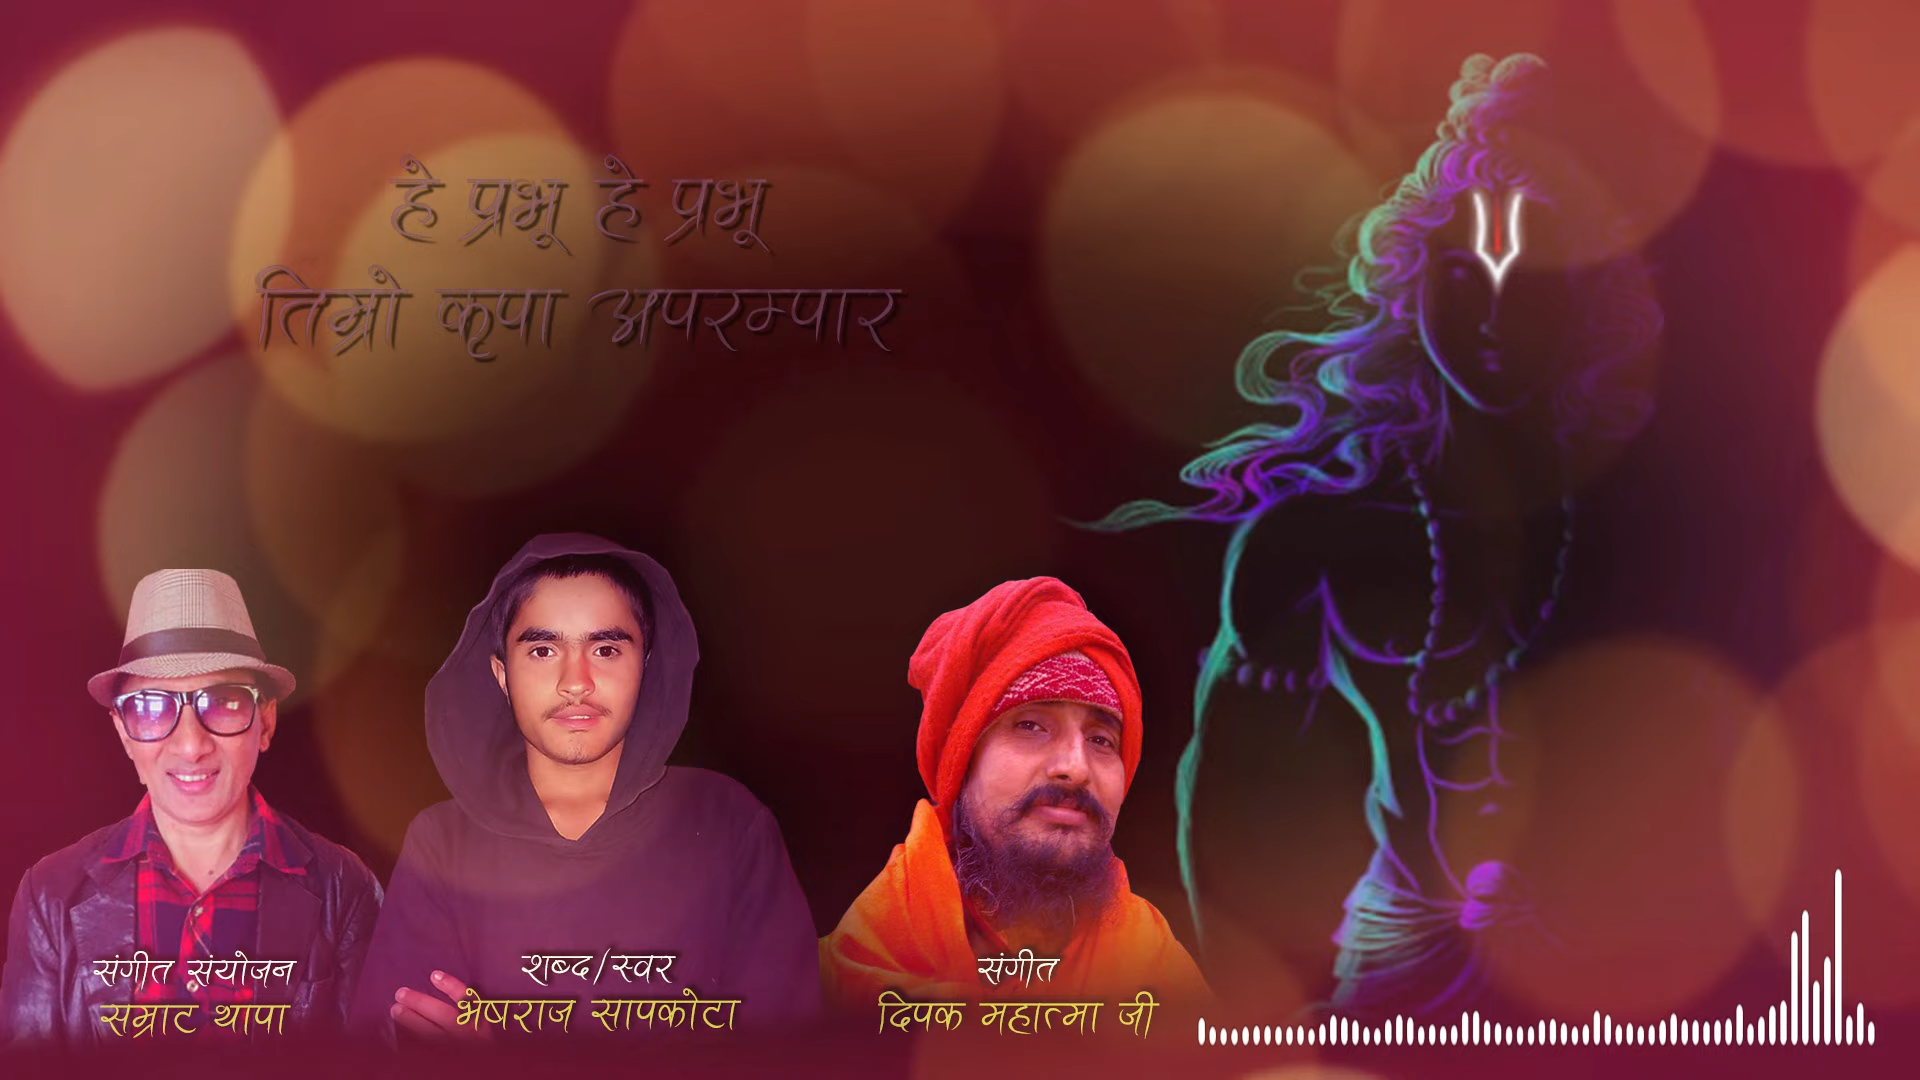 हे प्रभू हे प्रभू
तिम्रो कृपा अपरम्पार
संगीत संयोजन
सम्राट थापा
शब्द/स्वर
भेषराज सापकोटा
संगीत
दिपक महात्मा जी